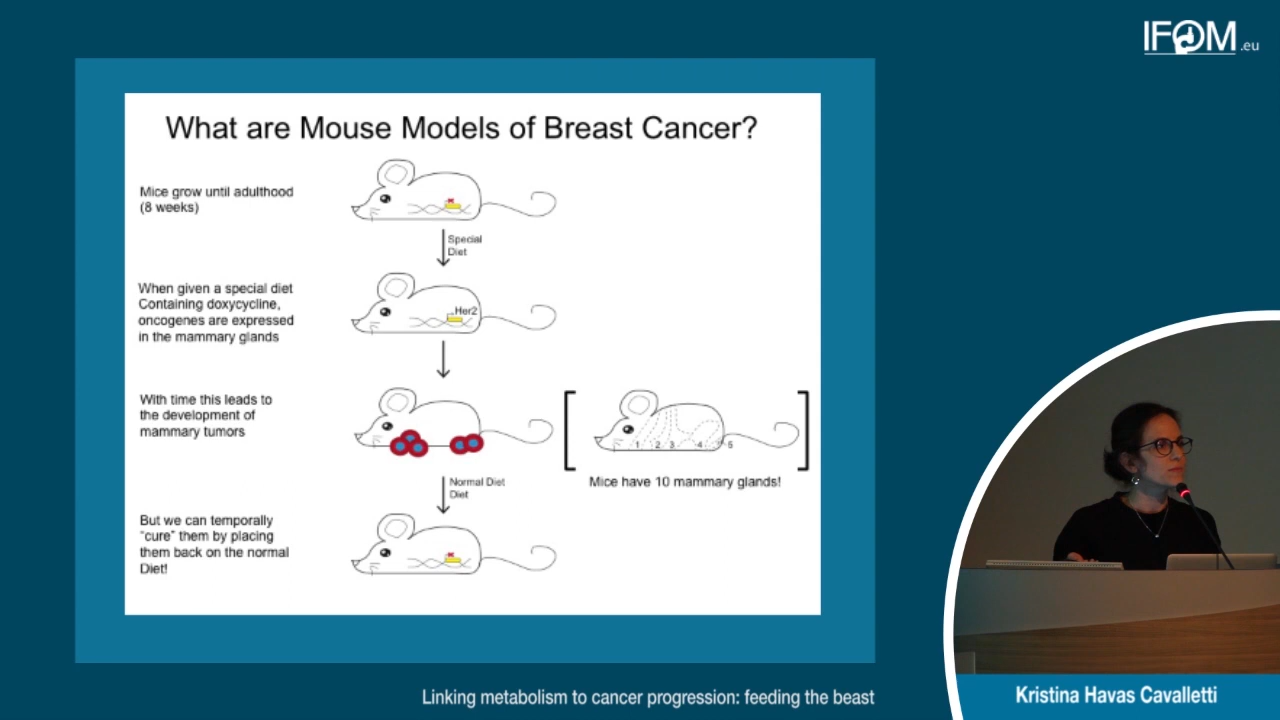 IFOM.eu
What are Mouse Models of Breast Cancer?
Mice grow until adulthood
(8 weeks)
Special
Diet
When given a special diet
Containing doxycycline,
oncogenes are expressed
in the mammary glands
Her2
With time this leads to
the development of
mammary tumors
1 2 3 4 5
Mice have 10 mammary glands!
Normal Diet
Diet
But we can temporally
“cure” them by placing
them back on the normal
Diet!
Linking metabolism to cancer progression: feeding the beast
Kristina Havas Cavalletti